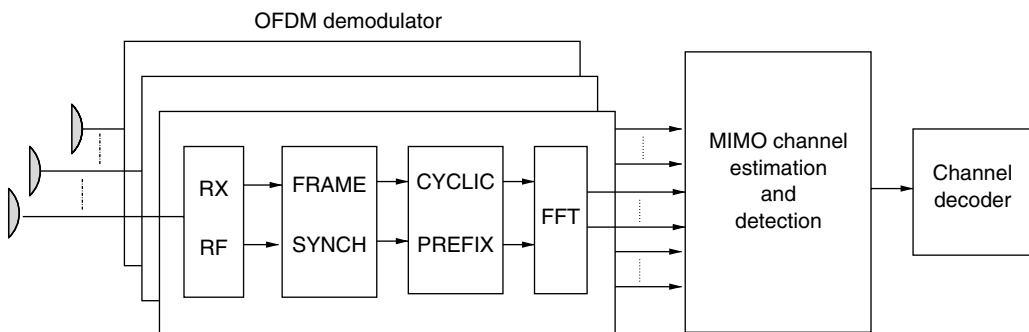 OFDM demodulator
RX
RF
FRAME
SYNCH
CYCLIC
PREFIX
FFT
MIMO channel
estimation
and
detection
Channel
decoder